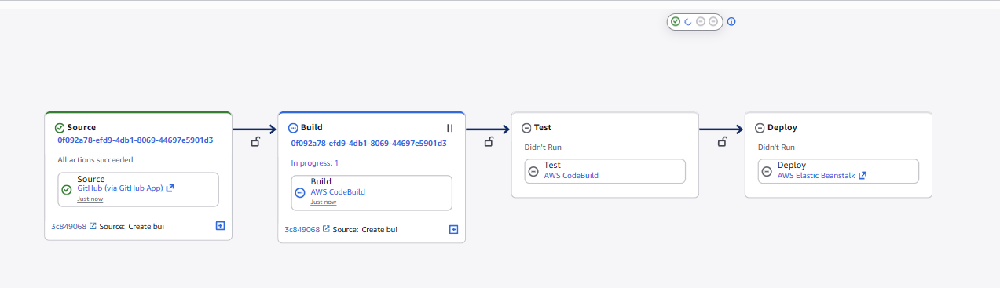 Source
0f092a78-efd9-4db1-8069-44697e5901d3
All actions succeeded.
Source
GitHub (via GitHub App)
Just now
3c849068 Source: Create bui
Build
0f092a78-efd9-4db1-8069-44697e5901d3
In progress: 1
Build
AWS CodeBuild
Just now
3c849068 Source: Create bui
Test
Didn't Run
Test
AWS CodeBuild
Deploy
Didn't Run
Deploy
AWS Elastic Beanstalk